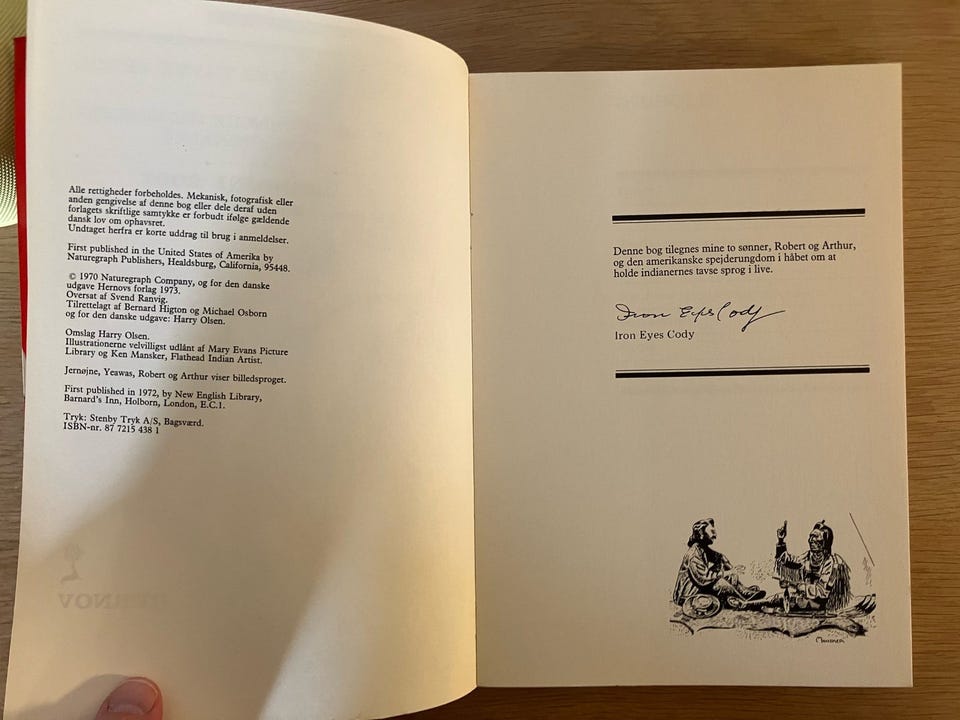 Alle rettigheder forbeholdes. Mekanisk, fotografisk eller
anden gengivelse af denne bog eller dele deraf uden
forlagets skriftlige samtykke er forbudt ifølge gældende
dansk lov om ophavsret.
Undtaget herfra er korte uddrag til brug i anmeldelser.
First published in the United States of Amerika by
Naturegraph Publishers, Healdsburg, California, 95448.
© 1970 Naturegraph Company, og for den danske
udgave Hernovs forlag 1973.
Oversat af Svend Ranvig.
Tilrettelagt af Bernard Higton og Michael Osborn
og for den danske udgave: Harry Olsen.
Omslag Harry Olsen.
Illustrationerne velvilligst udlånt af Mary Evans Picture
Library og Ken Mansker, Flathead Indian Artist.
Jernøjne, Yeawas, Robert og Arthur viser billedsproget.
First published in 1972, by New English Library,
Barnard's Inn, Holborn, London, E.C.1.
Tryk: Stenby Tryk A/S, Bagsværd.
ISBN-nr. 87 7215 438 1
Denne bog tilegnes mine to sønner, Robert og Arthur,
og den amerikanske spejderungdom i håbet om at
holde indianernes tavse sprog i live.
Iron Eyes Cody
Iron Eyes Cody